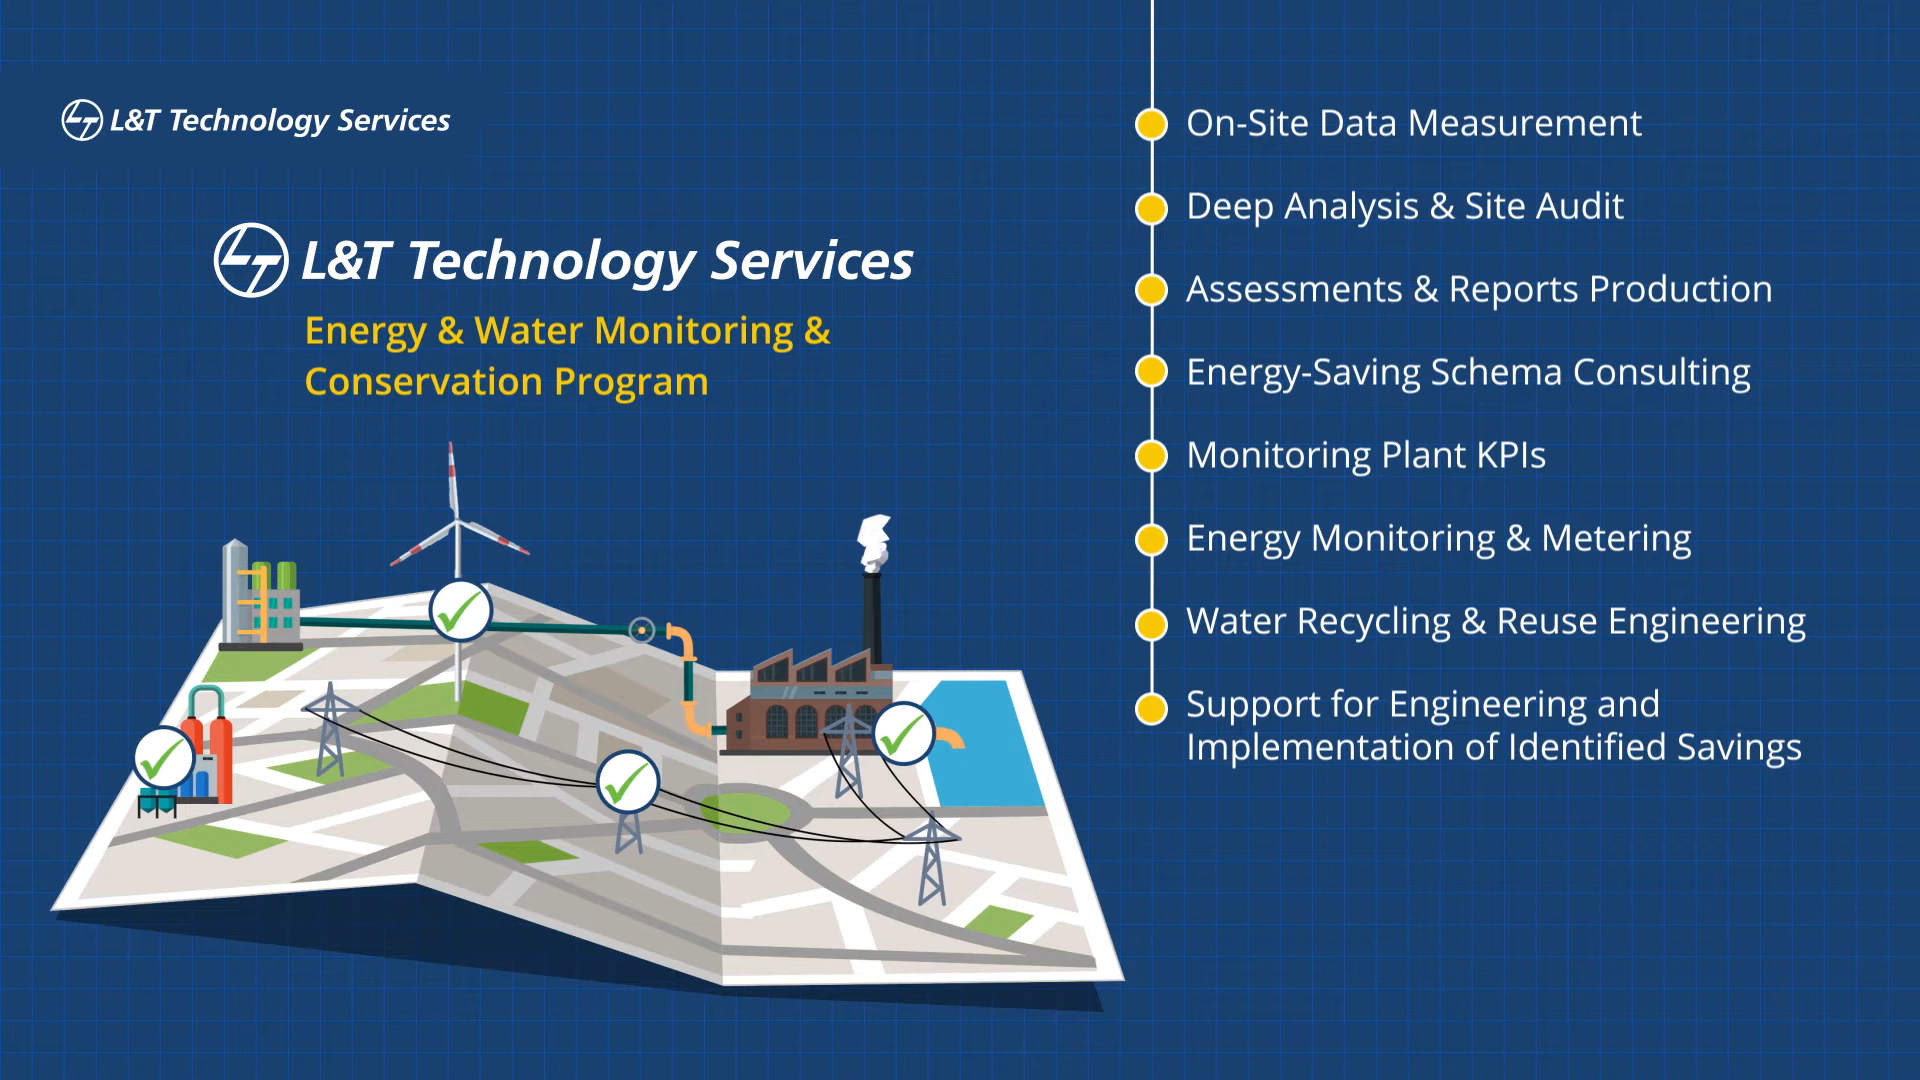 L&T Technology Services
L&T Technology Services
Energy & Water Monitoring &
Conservation Program
On-Site Data Measurement
Deep Analysis & Site Audit
Assessments & Reports Production
Energy-Saving Schema Consulting
Monitoring Plant KPIs
Energy Monitoring & Metering
Water Recycling & Reuse Engineering
Support for Engineering and
Implementation of Identified Savings